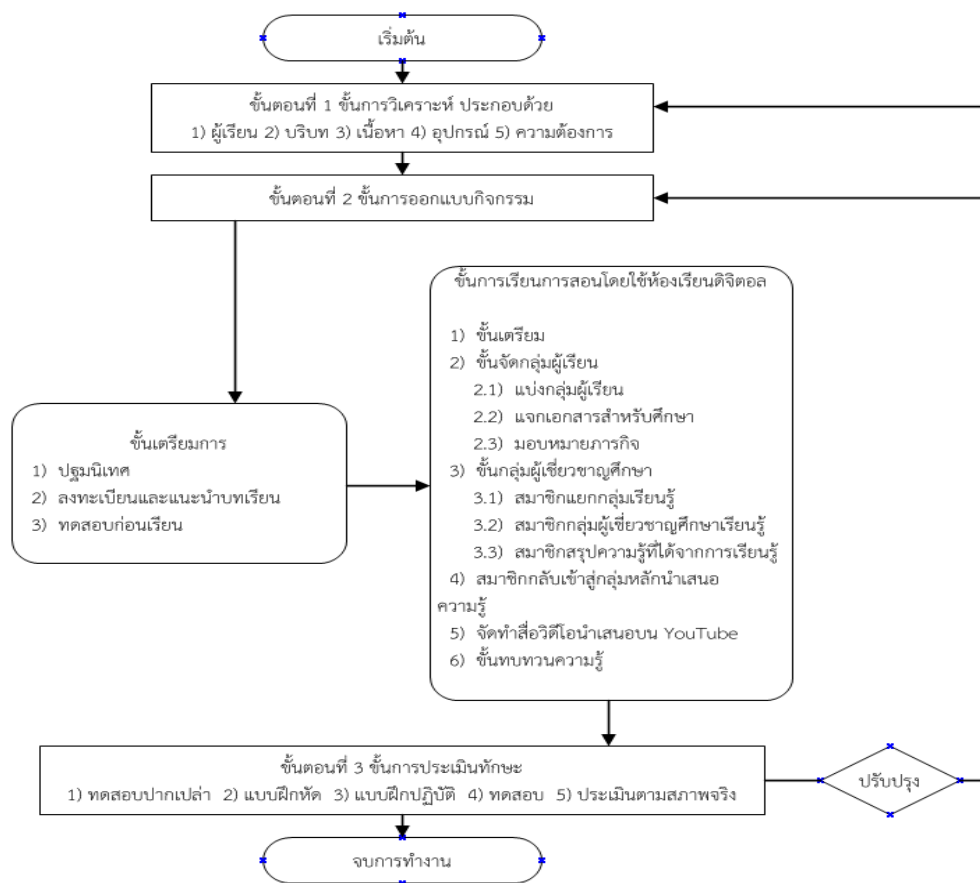 เริ่มต้น
ขั้นตอนที่ 1 ขั้นการวิเคราะห์ ประกอบด้วย
1) ผู้เรียน 2) บริบท 3) เนื้อหา 4) อุปกรณ์ 5) ความต้องการ
ขั้นตอนที่ 2 ขั้นการออกแบบกิจกรรม
ขั้นเตรียมการ
1) ปฐมนิเทศ
2) ลงทะเบียนและแนะนำบทเรียน
3) ทดสอบก่อนเรียน
ขั้นการเรียนการสอนโดยใช้ห้องเรียนดิจิตอล
1) ขั้นเตรียม
2) ขั้นจัดกลุ่มผู้เรียน
2.1) แบ่งกลุ่มผู้เรียน
2.2) แจกเอกสารสำหรับศึกษา
2.3) มอบหมายภารกิจ
3) ขั้นกลุ่มผู้เชี่ยวชาญศึกษา
3.1) สมาชิกแยกกลุ่มเรียนรู้
3.2) สมาชิกกลุ่มผู้เชี่ยวชาญศึกษาเรียนรู้
3.3) สมาชิกสรุปความรู้ที่ได้จากการเรียนรู้
4) สมาชิกกลับเข้าสู่กลุ่มหลักนำเสนอ
ความรู้
5) จัดทำสื่อวิดีโอนำเสนอบน YouTube
6) ขั้นทบทวนความรู้
ขั้นตอนที่ 3 ขั้นการประเมินทักษะ
1) ทดสอบปากเปล่า 2) แบบฝึกหัด 3) แบบฝึกปฏิบัติ 4) ทดสอบ 5) ประเมินตามสภาพจริง
ปรับปรุง
จบการทำงาน